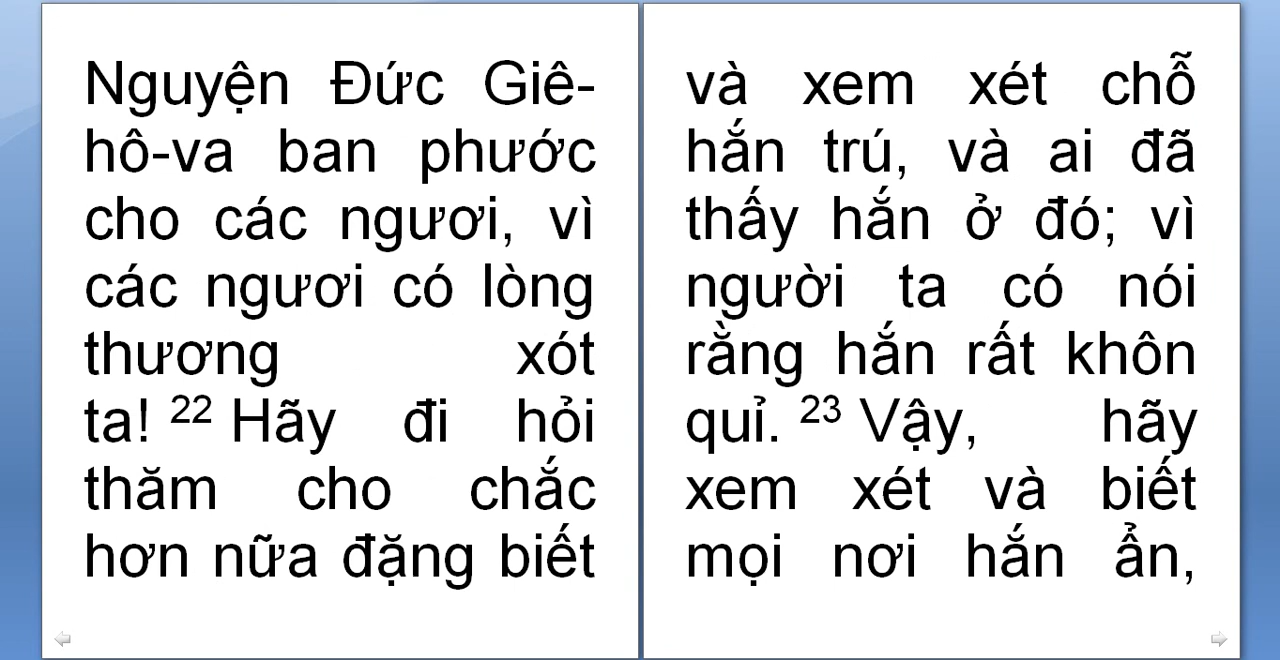 Nguyện Đức Giê-
hô-va ban phước
cho các ngươi, vì
các ngươi có lòng
thương xót
ta! 22 Hãy đi hỏi
thăm cho chắc
hơn nữa đặng biết
và xem xét chỗ
hắn trú, và ai đã
thấy hắn ở đó; vì
người ta có nói
rằng hắn rất khôn
quỉ. 23 Vậy, hãy
xem xét và biết
mọi nơi hắn ẩn,